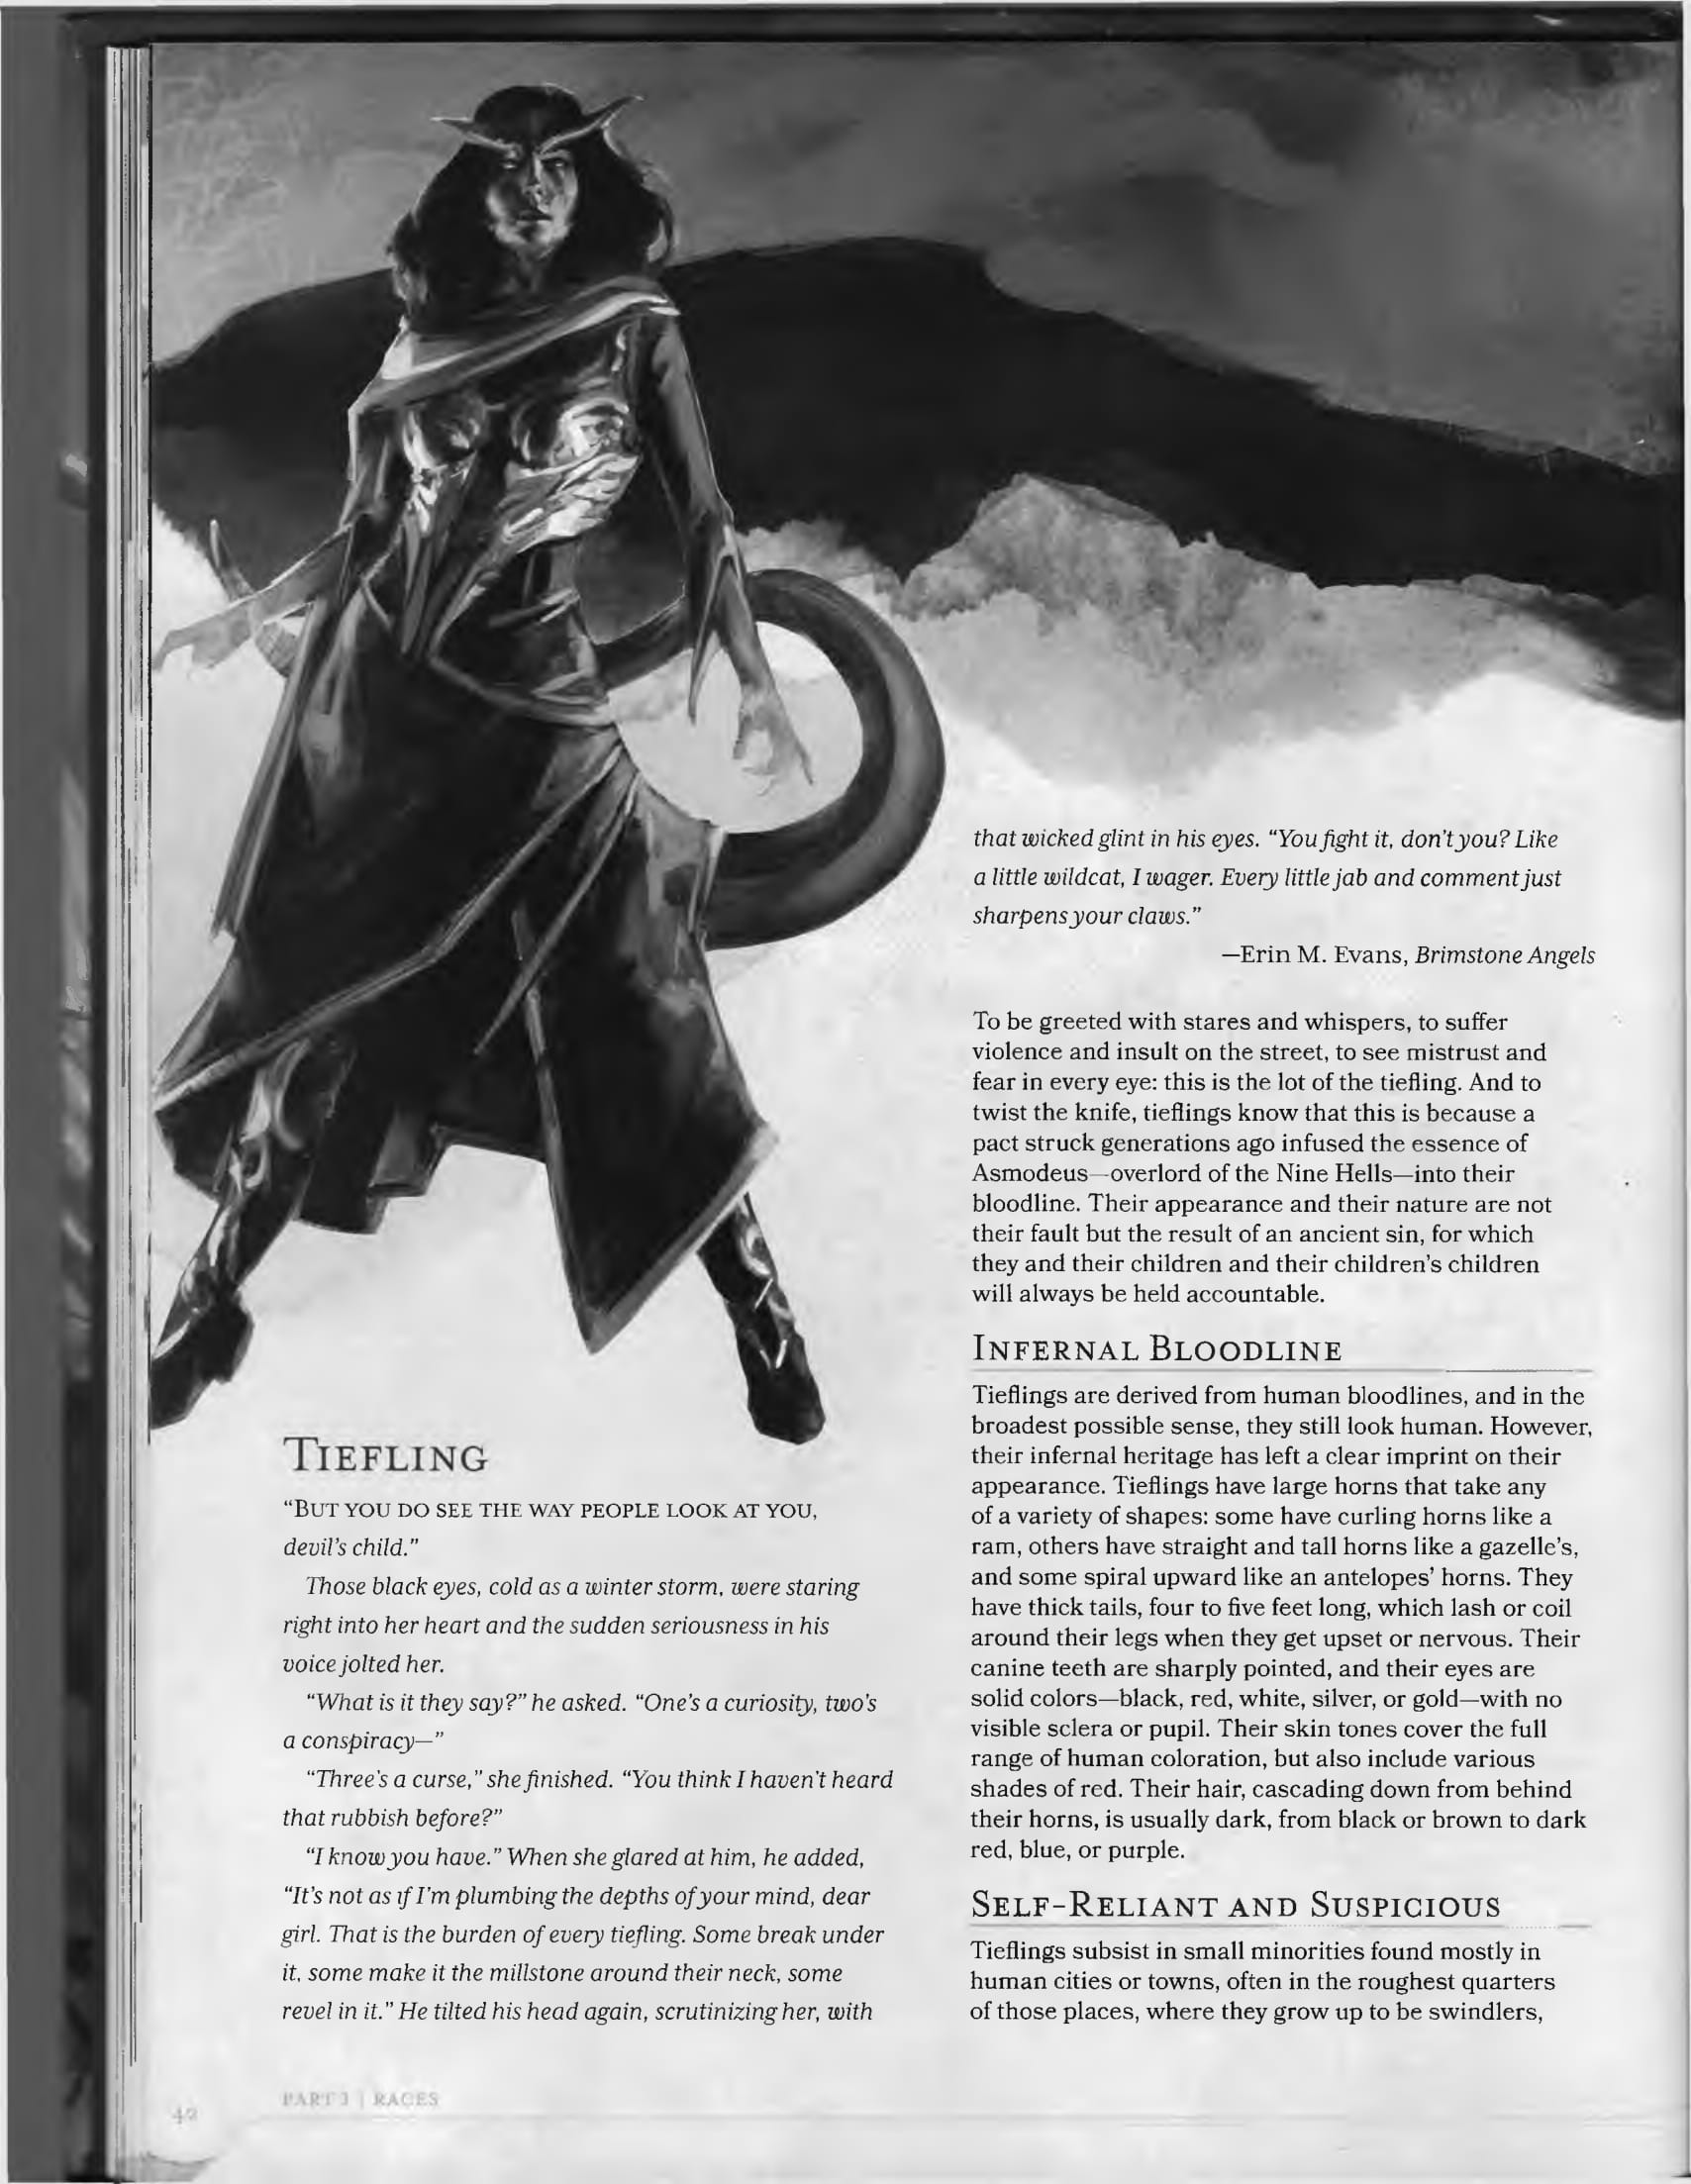 TIEFLING
“BUT YOU DO SEE THE WAY PEOPLE LOOK AT YOU,
devil's child.”
Those black eyes, cold as a winter storm, were staring
right into her heart and the sudden seriousness in his
voice jolted her.
“What is it they say?” he asked. “One's a curiosity, two's
a conspiracy—”
“Three's a curse,” she finished. “You think I haven't heard
that rubbish before?”
“I know you have.” When she glared at him, he added,
“It's not as if I'm plumbing the depths of your mind, dear
girl. That is the burden of every tiefling. Some break under
it, some make it the millstone around their neck, some
revel in it.” He tilted his head again, scrutinizing her, with
that wicked glint in his eyes. “You fight it, don't you? Like
a little wildcat, I wager. Every little jab and comment just
sharpens your claws.”
—Erin M. Evans, Brimstone Angels
To be greeted with stares and whispers, to suffer
violence and insult on the street, to see mistrust and
fear in every eye: this is the lot of the tiefling. And to
twist the knife, tieflings know that this is because a
pact struck generations ago infused the essence of
Asmodeus—overlord of the Nine Hells—into their
bloodline. Their appearance and their nature are not
their fault but the result of an ancient sin, for which
they and their children and their children's children
will always be held accountable.
INFERNAL BLOODLINE
Tieflings are derived from human bloodlines, and in the
broadest possible sense, they still look human. However,
their infernal heritage has left a clear imprint on their
appearance. Tieflings have large horns that take any
of a variety of shapes: some have curling horns like a
ram, others have straight and tall horns like a gazelle's,
and some spiral upward like an antelopes' horns. They
have thick tails, four to five feet long, which lash or coil
around their legs when they get upset or nervous. Their
canine teeth are sharply pointed, and their eyes are
solid colors—black, red, white, silver, or gold—with no
visible sclera or pupil. Their skin tones cover the full
range of human coloration, but also include various
shades of red. Their hair, cascading down from behind
their horns, is usually dark, from black or brown to dark
red, blue, or purple.
SELF-RELIANT AND SUSPICIOUS
Tieflings subsist in small minorities found mostly in
human cities or towns, often in the roughest quarters
of those places, where they grow up to be swindlers,
PART 1 | RACES
42